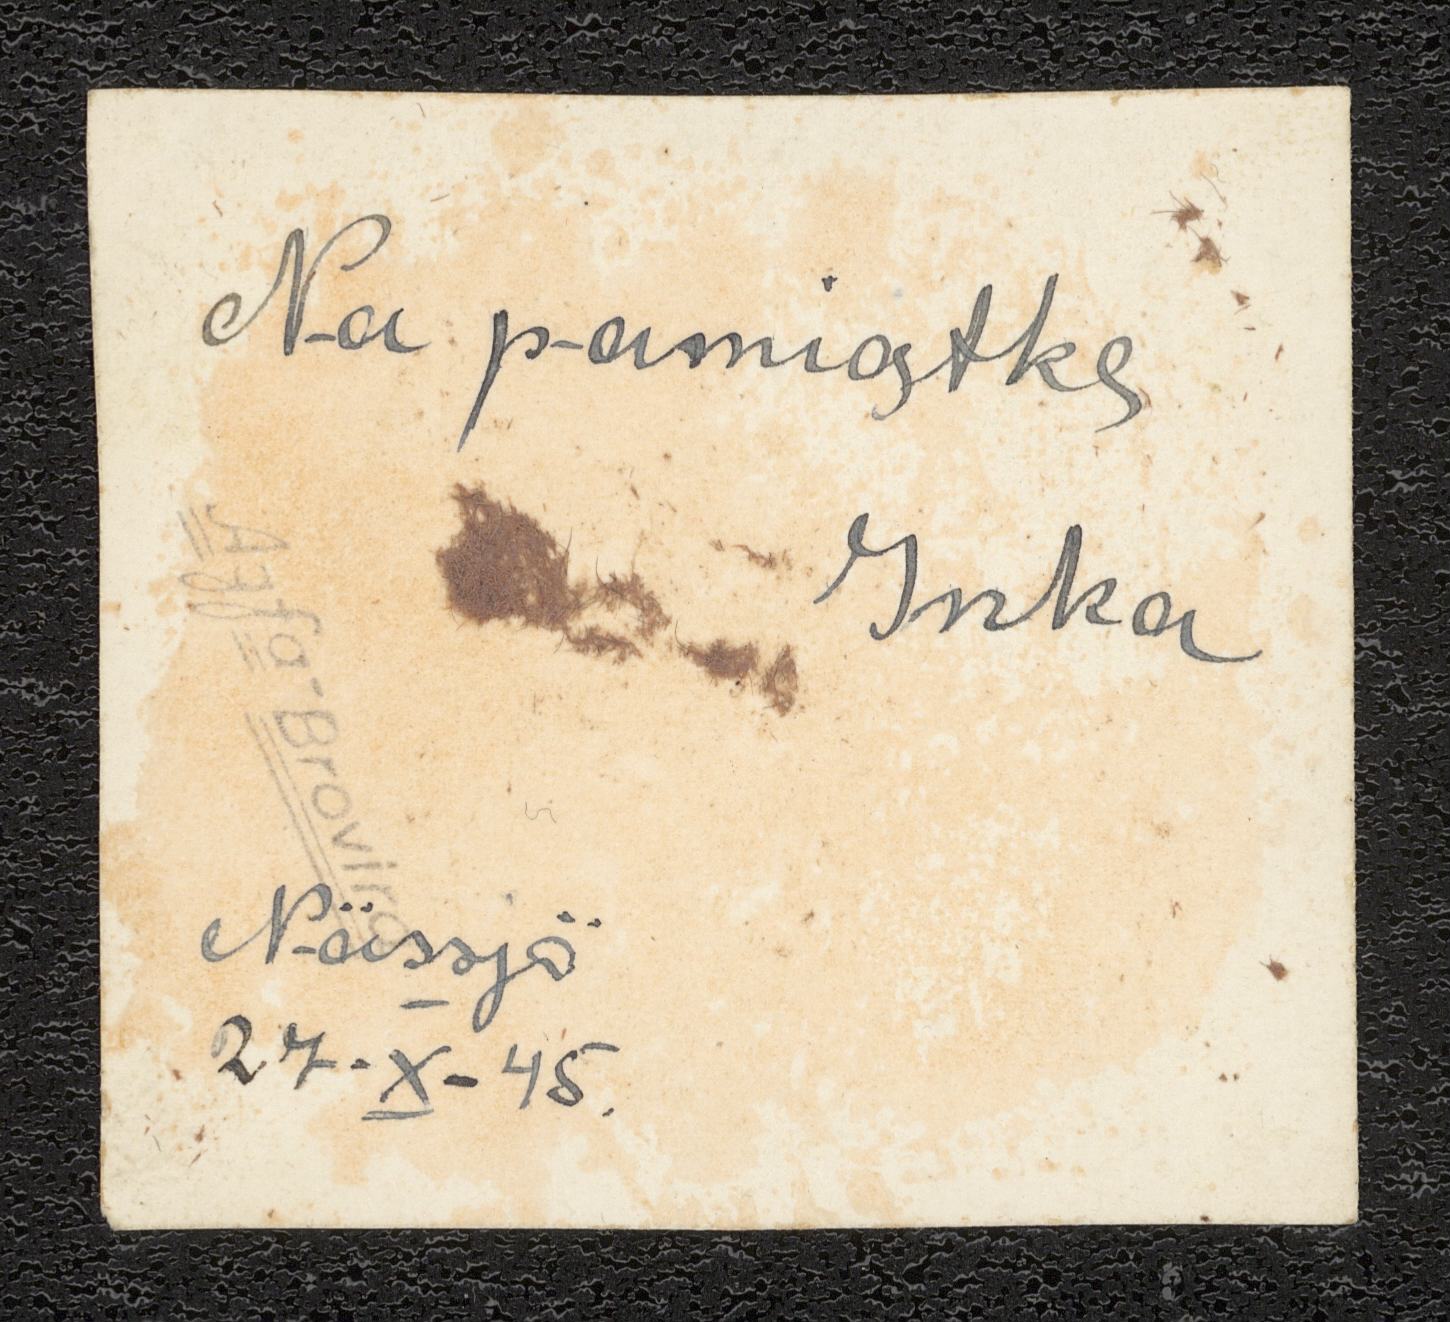 Na pamiątkę
Inka
Agfa-Brovira
Nässjö
27-X-45.